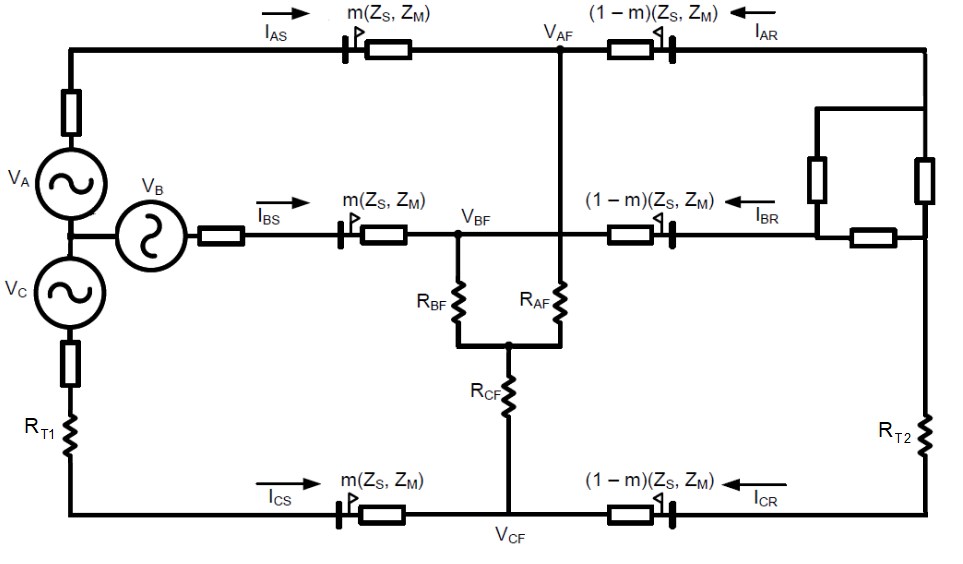 m(ZS, ZM)
(1 – m)(ZS, ZM)
IAS
VAF
IAR
VA
VB
m(ZS, ZM)
(1 – m)(ZS, ZM)
IBS
VBF
IBR
VC
RBF
RAF
RCF
RT1
RT2
m(ZS, ZM)
(1 – m)(ZS, ZM)
ICS
ICR
VCF